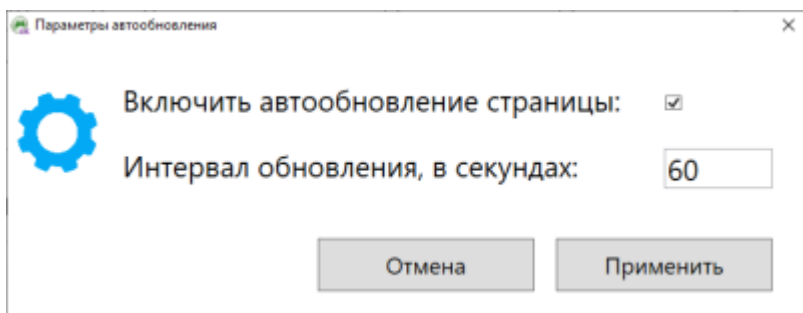 Параметры автообновления
Включить автообновление страницы:
Интервал обновления, в секундах: 60
Отмена Применить